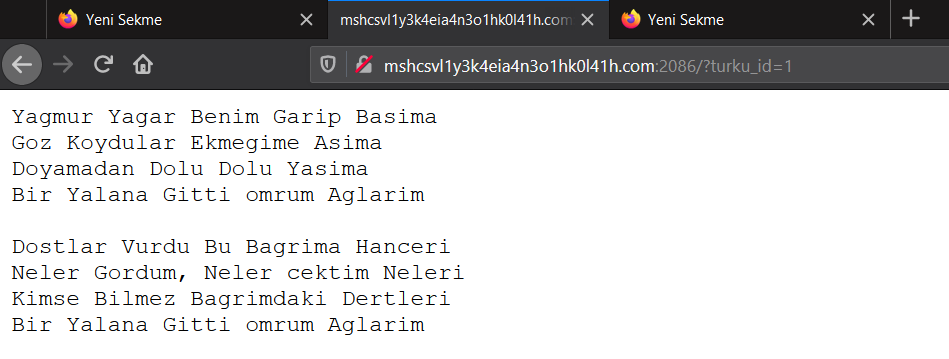 Yeni Sekme
mshcsvl1y3k4eia4n3o1hk0l41h.com
Yeni Sekme
mshcsvl1y3k4eia4n3o1hk0l41h.com:2086/?turku_id=1
Yagmur Yagar Benim Garip Basima
Goz Koydular Ekmegime Asima
Doyamadan Dolu Dolu Yasima
Bir Yalana Gitti omrum Aglarim
Dostlar Vurdu Bu Bagrima Hanceri
Neler Gordum, Neler cektim Neleri
Kimse Bilmez Bagrimdaki Dertleri
Bir Yalana Gitti omrum Aglarim